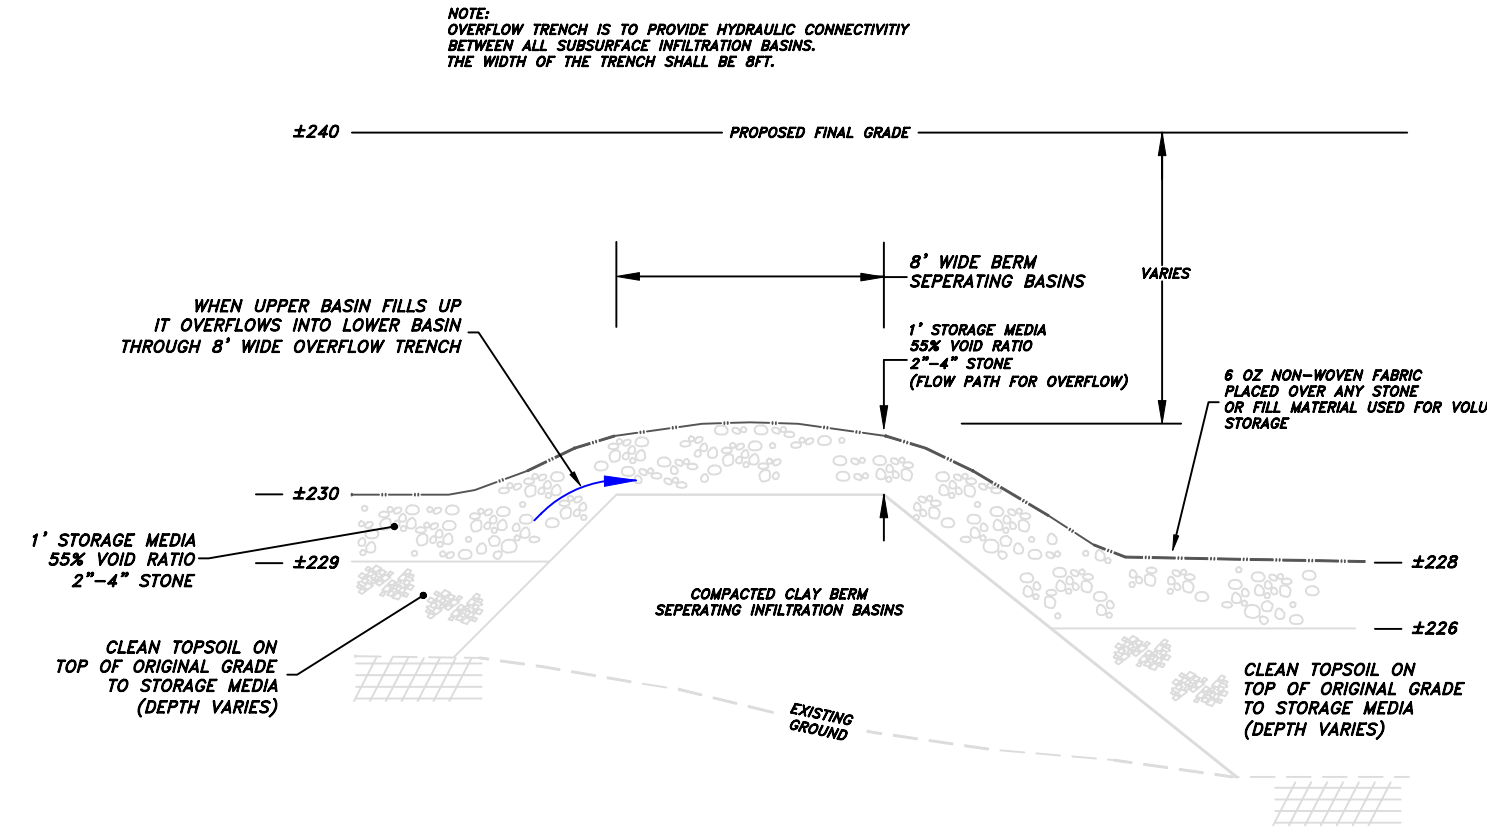 NOTE:
OVERFLOW TRENCH IS TO PROVIDE HYDRAULIC CONNECTIVITIY
BETWEEN ALL SUBSURFACE INFILTRATION BASINS.
THE WIDTH OF THE TRENCH SHALL BE 8FT.
±240
PROPOSED FINAL GRADE
8' WIDE BERM
SEPERATING BASINS
VARIES
WHEN UPPER BASIN FILLS UP
IT OVERFLOWS INTO LOWER BASIN
THROUGH 8' WIDE OVERFLOW TRENCH
1' STORAGE MEDIA
55% VOID RATIO
2"-4" STONE
(FLOW PATH FOR OVERFLOW)
6 OZ NON-WOVEN FABRIC
PLACED OVER ANY STONE
OR FILL MATERIAL USED FOR VOLU
STORAGE
±230
1' STORAGE MEDIA
55% VOID RATIO
2"-4" STONE
±229
±228
COMPACTED CLAY BERM
SEPERATING INFILTRATION BASINS
±226
CLEAN TOPSOIL ON
TOP OF ORIGINAL GRADE
TO STORAGE MEDIA
(DEPTH VARIES)
CLEAN TOPSOIL ON
TOP OF ORIGINAL GRADE
TO STORAGE MEDIA
(DEPTH VARIES)
EXISTING
GROUND